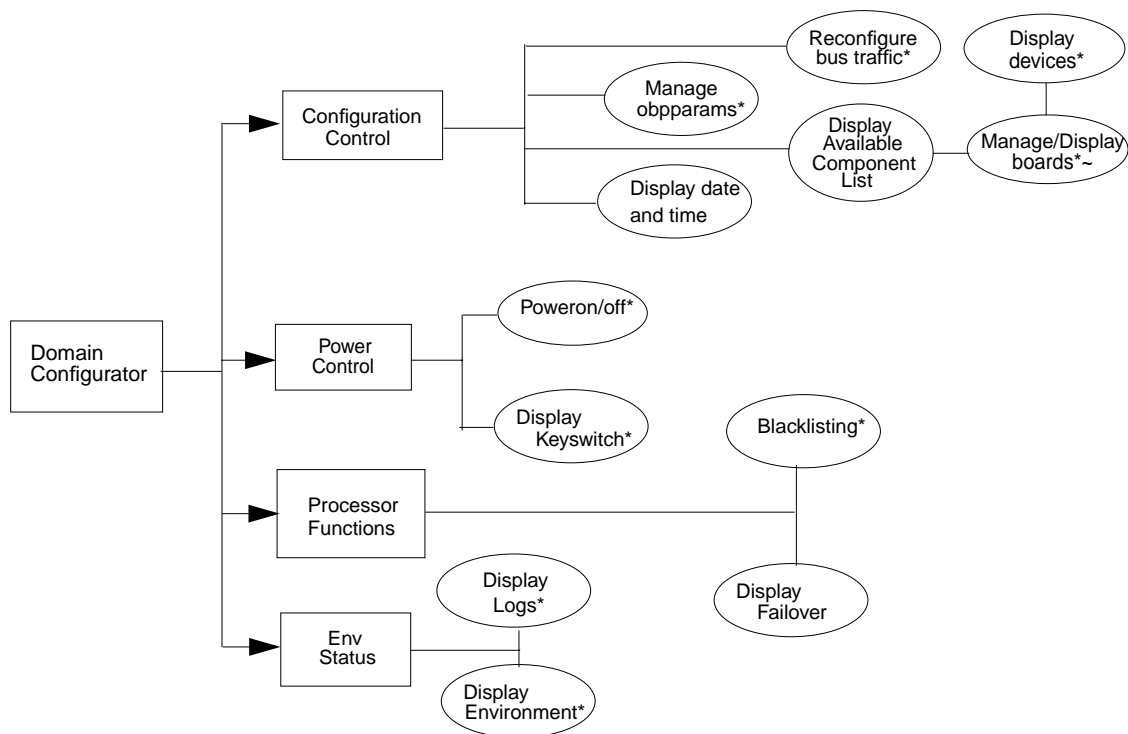 Reconfigure
bus traffic*
Display
devices*
Manage
obpparams*
Configuration
Control
Display
Available
Component
List
Manage/Display
boards*~
Display date
and time
Domain
Configurator
Power
Control
Poweron/off*
Display
Keyswitch*
Blacklisting*
Processor
Functions
Display
Failover
Display
Logs*
Env
Status
Display
Environment*